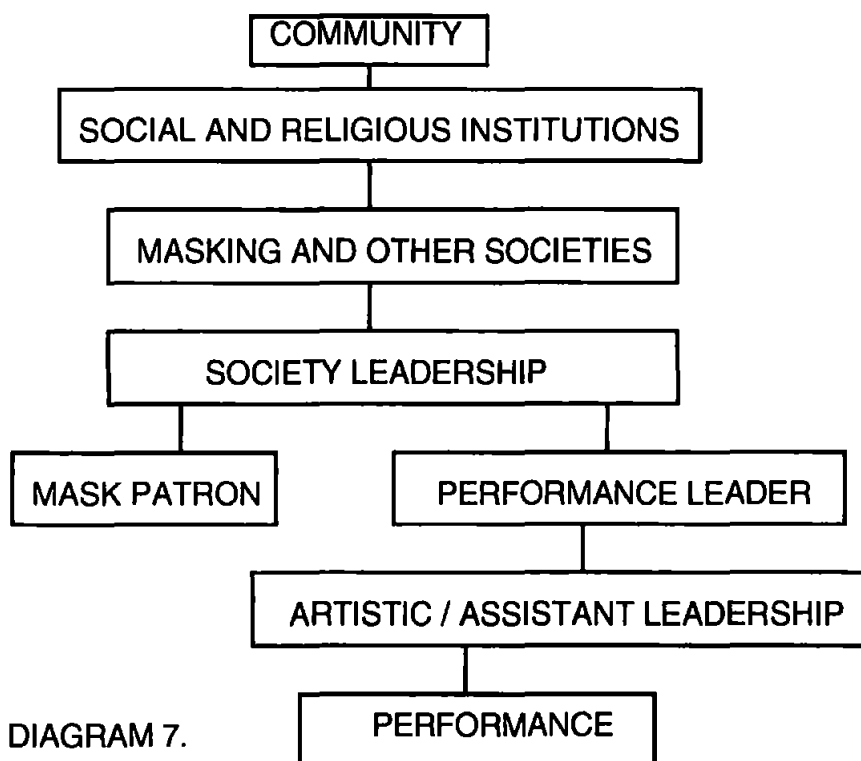 COMMUNITY
SOCIAL AND RELIGIOUS INSTITUTIONS
MASKING AND OTHER SOCIETIES
SOCIETY LEADERSHIP
MASK PATRON
PERFORMANCE LEADER
ARTISTIC / ASSISTANT LEADERSHIP
PERFORMANCE
DIAGRAM 7.